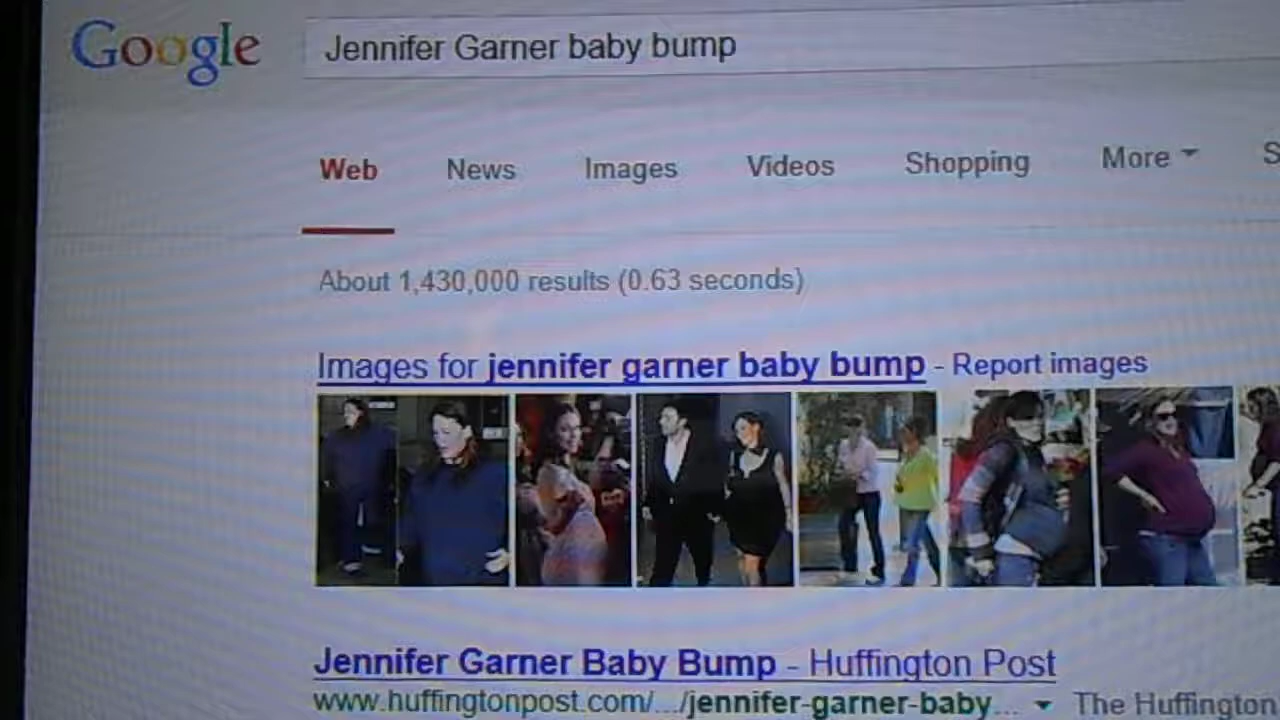 Google Jennifer Garner baby bump
Web News Images Videos Shopping More
About 1,430,000 results (0.63 seconds)
Images for jennifer garner baby bump - Report images
Jennifer Garner Baby Bump - Huffington Post
www.huffingtonpost.com/.../jennifer-garner-baby... The Huffington